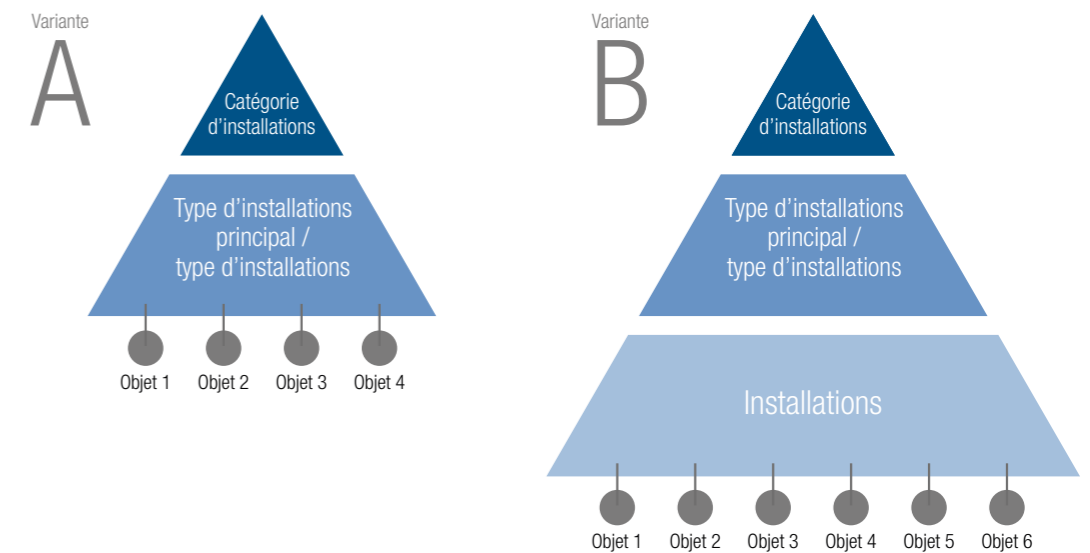 Variante
A
Catégorie
d’installations
Type d’installations
principal /
type d’installations
Objet 1
Objet 2
Objet 3
Objet 4
Variante
B
Catégorie
d’installations
Type d’installations
principal /
type d’installations
Installations
Objet 1
Objet 2
Objet 3
Objet 4
Objet 5
Objet 6